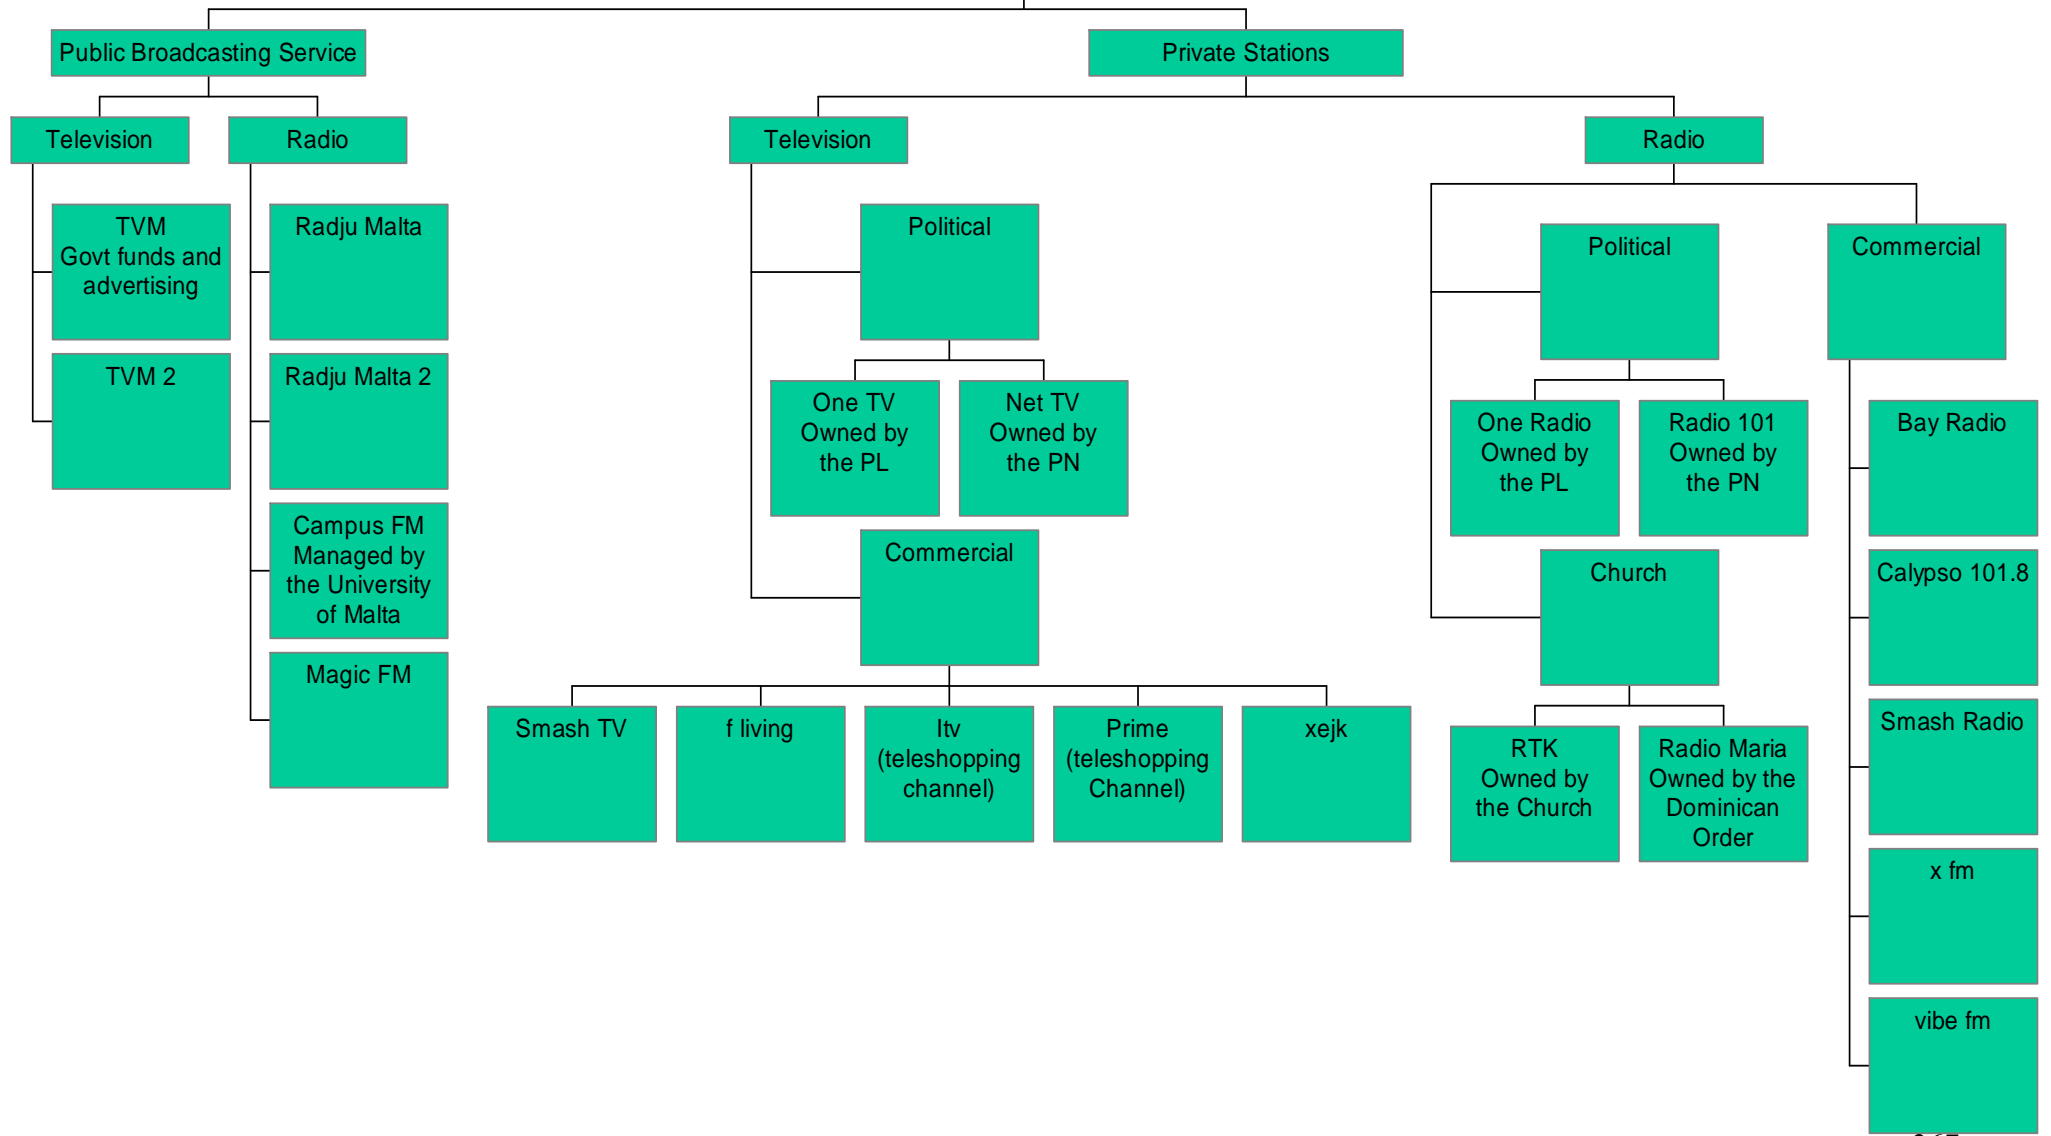 Public Broadcasting Service
Private Stations
Television
Radio
Television
Radio
TVM
Govt funds and
advertising
Radju Malta
Political
Political
Commercial
TVM 2
Radju Malta 2
One TV
Owned by
the PL
Net TV
Owned by
the PN
One Radio
Owned by
the PL
Radio 101
Owned by
the PN
Bay Radio
Campus FM
Managed by
the University
of Malta
Commercial
Church
Calypso 101.8
Magic FM
Smash TV
f living
Itv
(teleshopping
channel)
Prime
(teleshopping
Channel)
xejk
RTK
Owned by
the Church
Radio Maria
Owned by the
Dominican
Order
Smash Radio
x fm
vibe fm